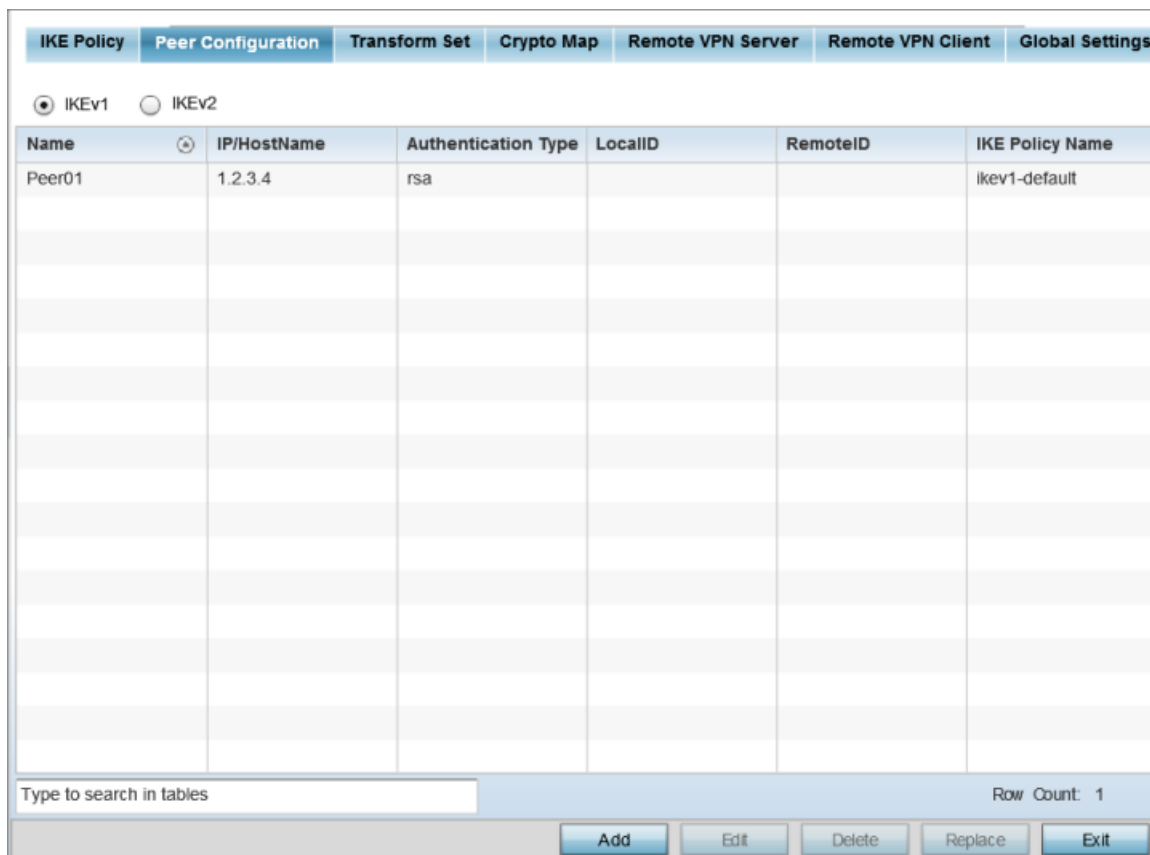 IKE Policy Peer Configuration Transform Set Crypto Map Remote VPN Server Remote VPN Client Global Settings
IKEv1 IKEv2
Name IP/HostName Authentication Type LocalID RemoteID IKE Policy Name
Peer01 1.2.3.4 rsa ikev1-default
Type to search in tables Row Count: 1
Add Edit Delete Replace Exit